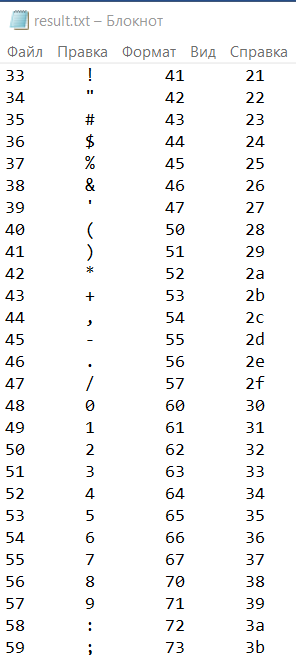 result.txt – Блокнот
Файл Правка Формат Вид Справка
33 ! 41 21
34 " 42 22
35 # 43 23
36 $ 44 24
37 % 45 25
38 & 46 26
39 ' 47 27
40 ( 50 28
41 ) 51 29
42 * 52 2a
43 + 53 2b
44 , 54 2c
45 - 55 2d
46 . 56 2e
47 / 57 2f
48 0 60 30
49 1 61 31
50 2 62 32
51 3 63 33
52 4 64 34
53 5 65 35
54 6 66 36
55 7 67 37
56 8 70 38
57 9 71 39
58 : 72 3a
59 ; 73 3b